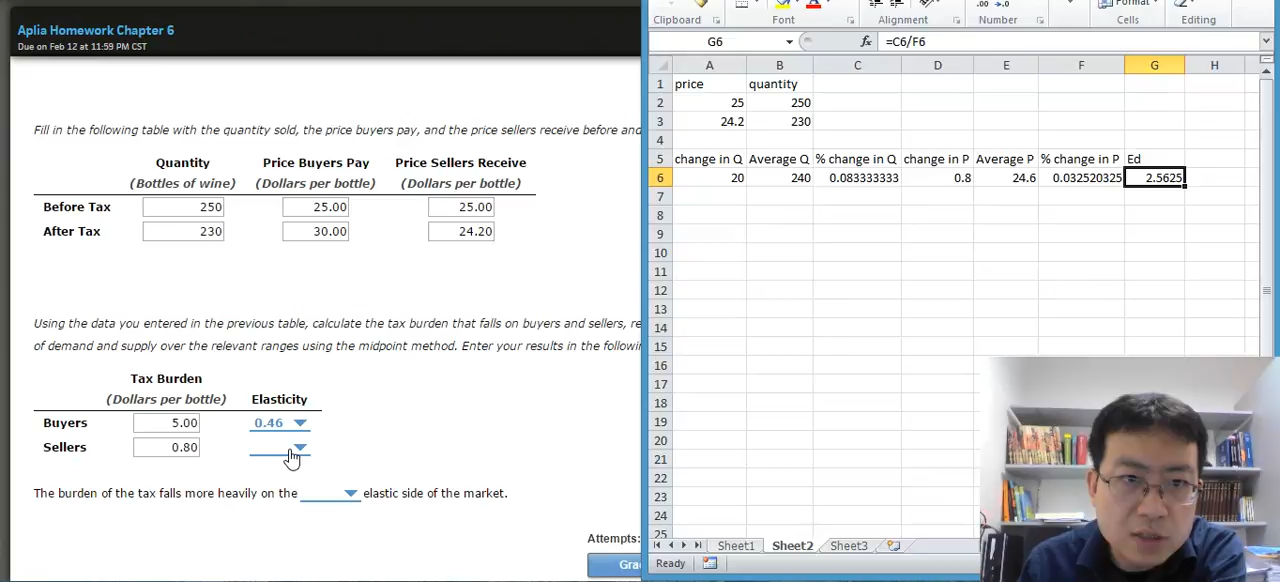 Aplia Homework Chapter 6
Due on Feb 12 at 11:59 PM CST
Fill in the following table with the quantity sold, the price buyers pay, and the price sellers receive before and
Quantity Price Buyers Pay Price Sellers Receive
(Bottles of wine) (Dollars per bottle) (Dollars per bottle)
Before Tax 250 25.00 25.00
After Tax 230 30.00 24.20
Using the data you entered in the previous table, calculate the tax burden that falls on buyers and sellers, re
of demand and supply over the relevant ranges using the midpoint method. Enter your results in the followin
Tax Burden
(Dollars per bottle) Elasticity
Buyers 5.00 0.46
Sellers 0.80
The burden of the tax falls more heavily on the elastic side of the market.
Attempts:
Gra
Clipboard Font Alignment Number Cells Editing
G6 fx =C6/F6
A B C D E F G H
1 price quantity
2 25 250
3 24.2 230
4
5 change in Q Average Q % change in Q change in P Average P % change in P Ed
6 20 240 0.083333333 0.8 24.6 0.032520325 2.5625
7
8
9
10
11
12
13
14
15
16
17
18
19
20
21
22
23
24
25
Sheet1 Sheet2 Sheet3
Ready